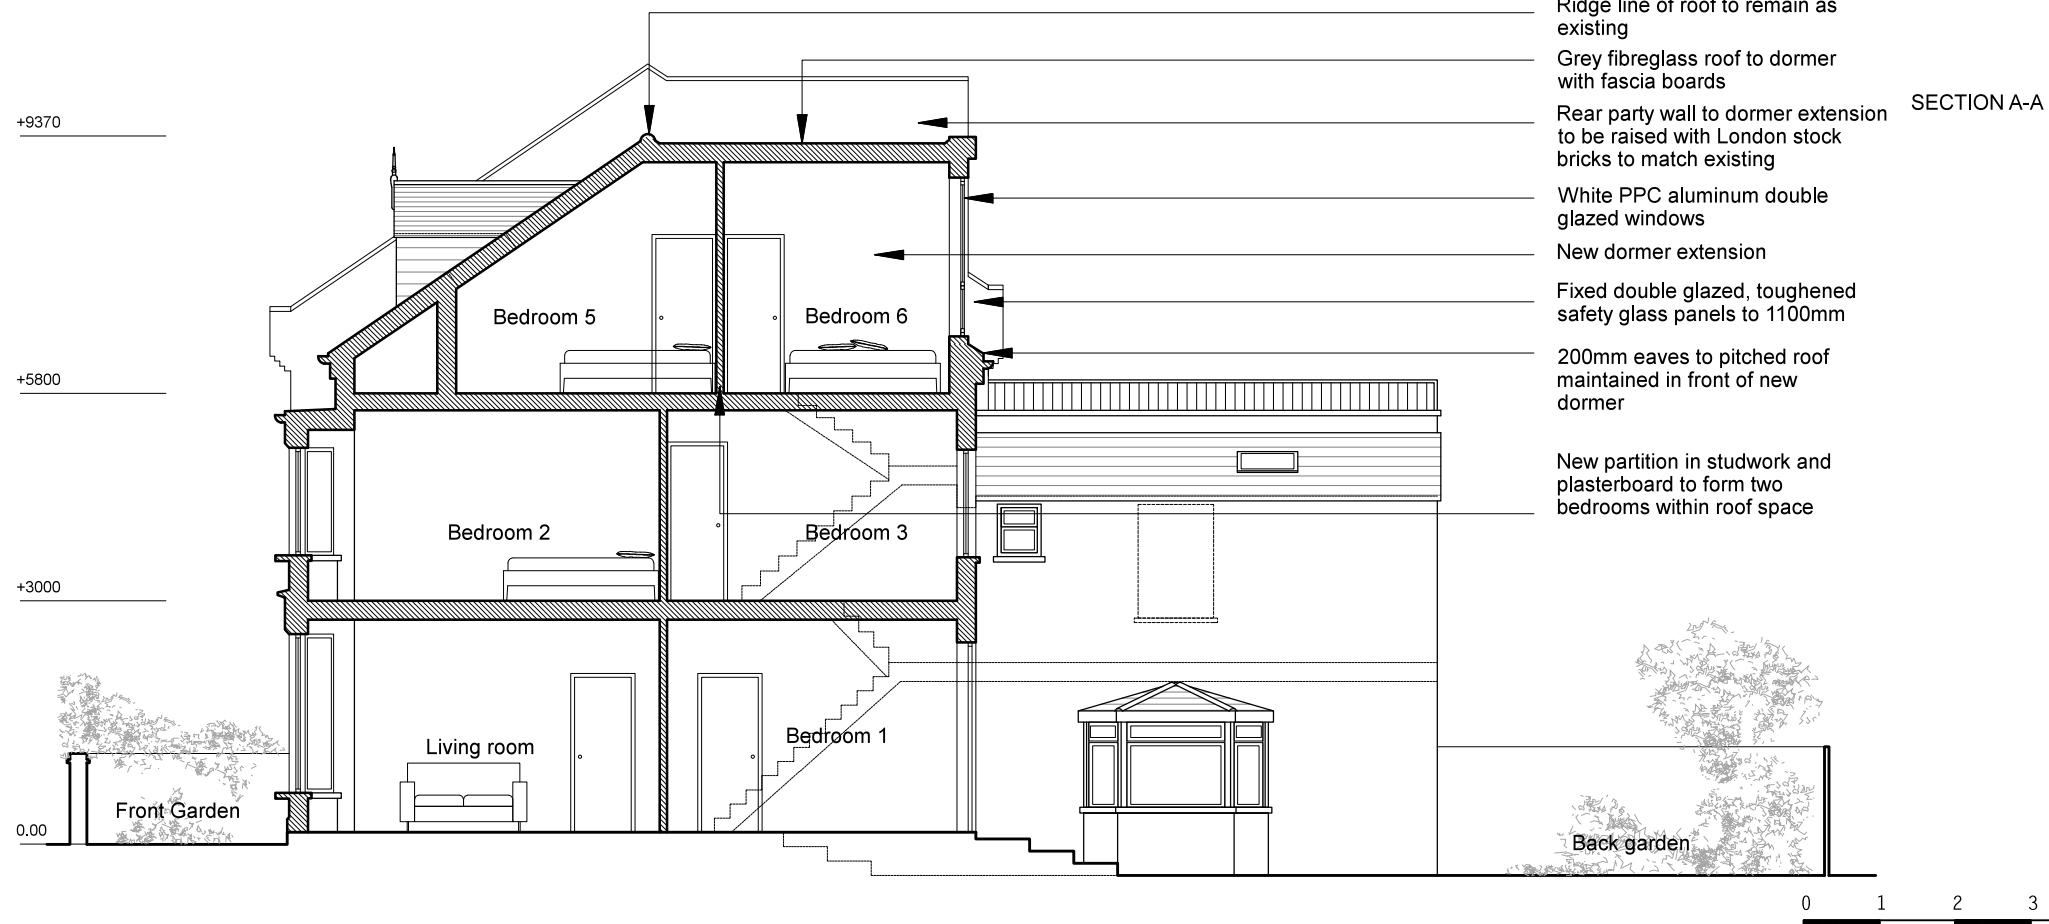 Ridge line of roof to remain as
existing
Grey fibreglass roof to dormer
with fascia boards
Rear party wall to dormer extension
to be raised with London stock
bricks to match existing
SECTION A-A
White PPC aluminum double
glazed windows
New dormer extension
Fixed double glazed, toughened
safety glass panels to 1100mm
200mm eaves to pitched roof
maintained in front of new
dormer
New partition in studwork and
plasterboard to form two
bedrooms within roof space
+9370
+5800
+3000
0.00
Bedroom 5
Bedroom 6
Bedroom 2
Bedroom 3
Living room
Bedroom 1
Front Garden
Back garden
0 1 2 3